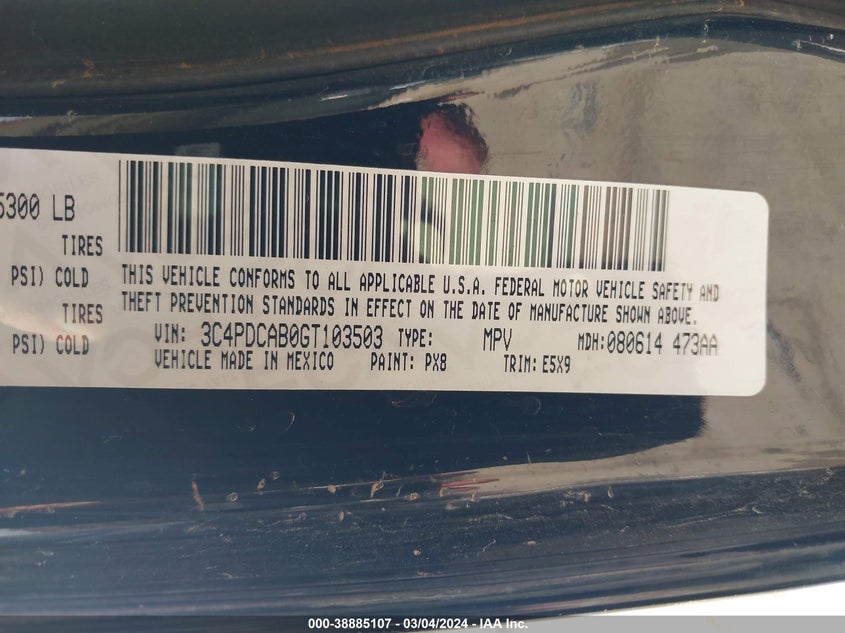 5300 LB
TIRES
PSI) COLD
TIRES
PSI) COLD
THIS VEHICLE CONFORMS TO ALL APPLICABLE U.S.A. FEDERAL MOTOR VEHICLE SAFETY AND
THEFT PREVENTION STANDARDS IN EFFECT ON THE DATE OF MANUFACTURE SHOWN ABOVE.
VIN: 3C4PDCAB0GT103503 TYPE: MPV MDH:080614 473AA
VEHICLE MADE IN MEXICO PAINT: PX8 TRIM: E5X9
000-38885107 - 03/04/2024 - IAA Inc.